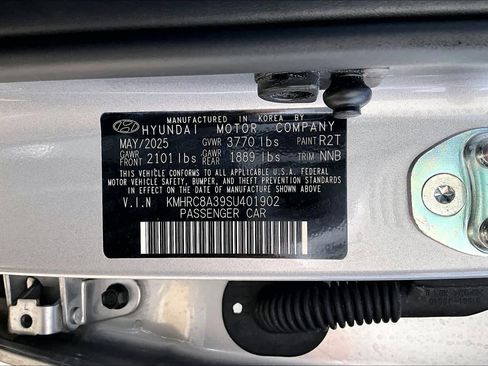 MANUFACTURED IN KOREA BY
HYUNDAI MOTOR COMPANY
MAY/2025 GVWR 3770 lbs PAINT R2T
GAWR FRONT 2101 lbs GAWR REAR 1889 lbs TRIM NNB
THIS VEHICLE CONFORMS TO ALL APPLICABLE U.S.A. FEDERAL
MOTOR VEHICLE SAFETY, BUMPER, AND THEFT PREVENTION
STANDARDS IN EFFECT ON THE DATE OF MANUFACTURE SHOWN ABOVE.
V.I.N KMHRC8A39SU401902
PASSENGER CAR